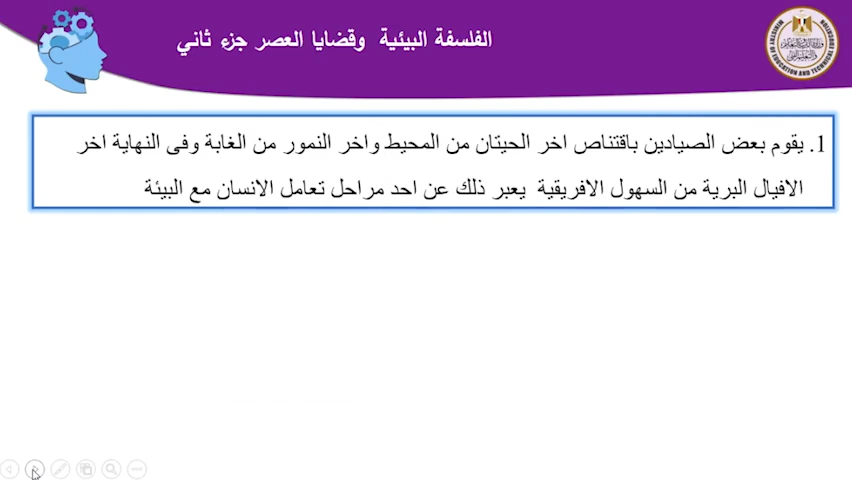 الفلسفة البيئية وقضايا العصر جزء ثاني
1. يقوم بعض الصيادين باقتناص اخر الحيتان من المحيط واخر النمور من الغابة وفى النهاية اخر
الافيال البرية من السهول الافريقية يعبر ذلك عن احد مراحل تعامل الانسان مع البيئة